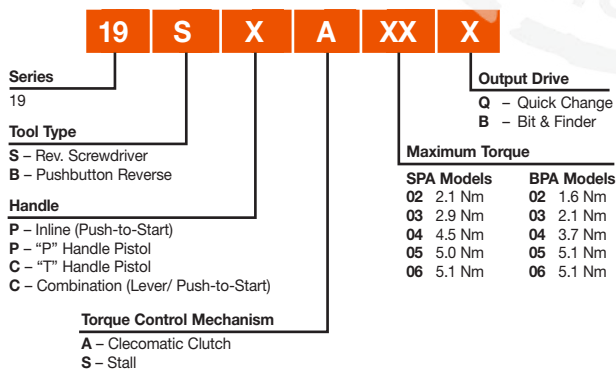 19 S X A XX X
Series
19
Tool Type
S – Rev. Screwdriver
B – Pushbutton Reverse
Handle
P – Inline (Push-to-Start)
P – “P” Handle Pistol
C – “T” Handle Pistol
C – Combination (Lever/ Push-to-Start)
Torque Control Mechanism
A – Clecomatic Clutch
S – Stall
Output Drive
Q – Quick Change
B – Bit & Finder
Maximum Torque
SPA Models
02 2.1 Nm
03 2.9 Nm
04 4.5 Nm
05 5.0 Nm
06 5.1 Nm
BPA Models
02 1.6 Nm
03 2.1 Nm
04 3.7 Nm
05 5.1 Nm
06 5.1 Nm